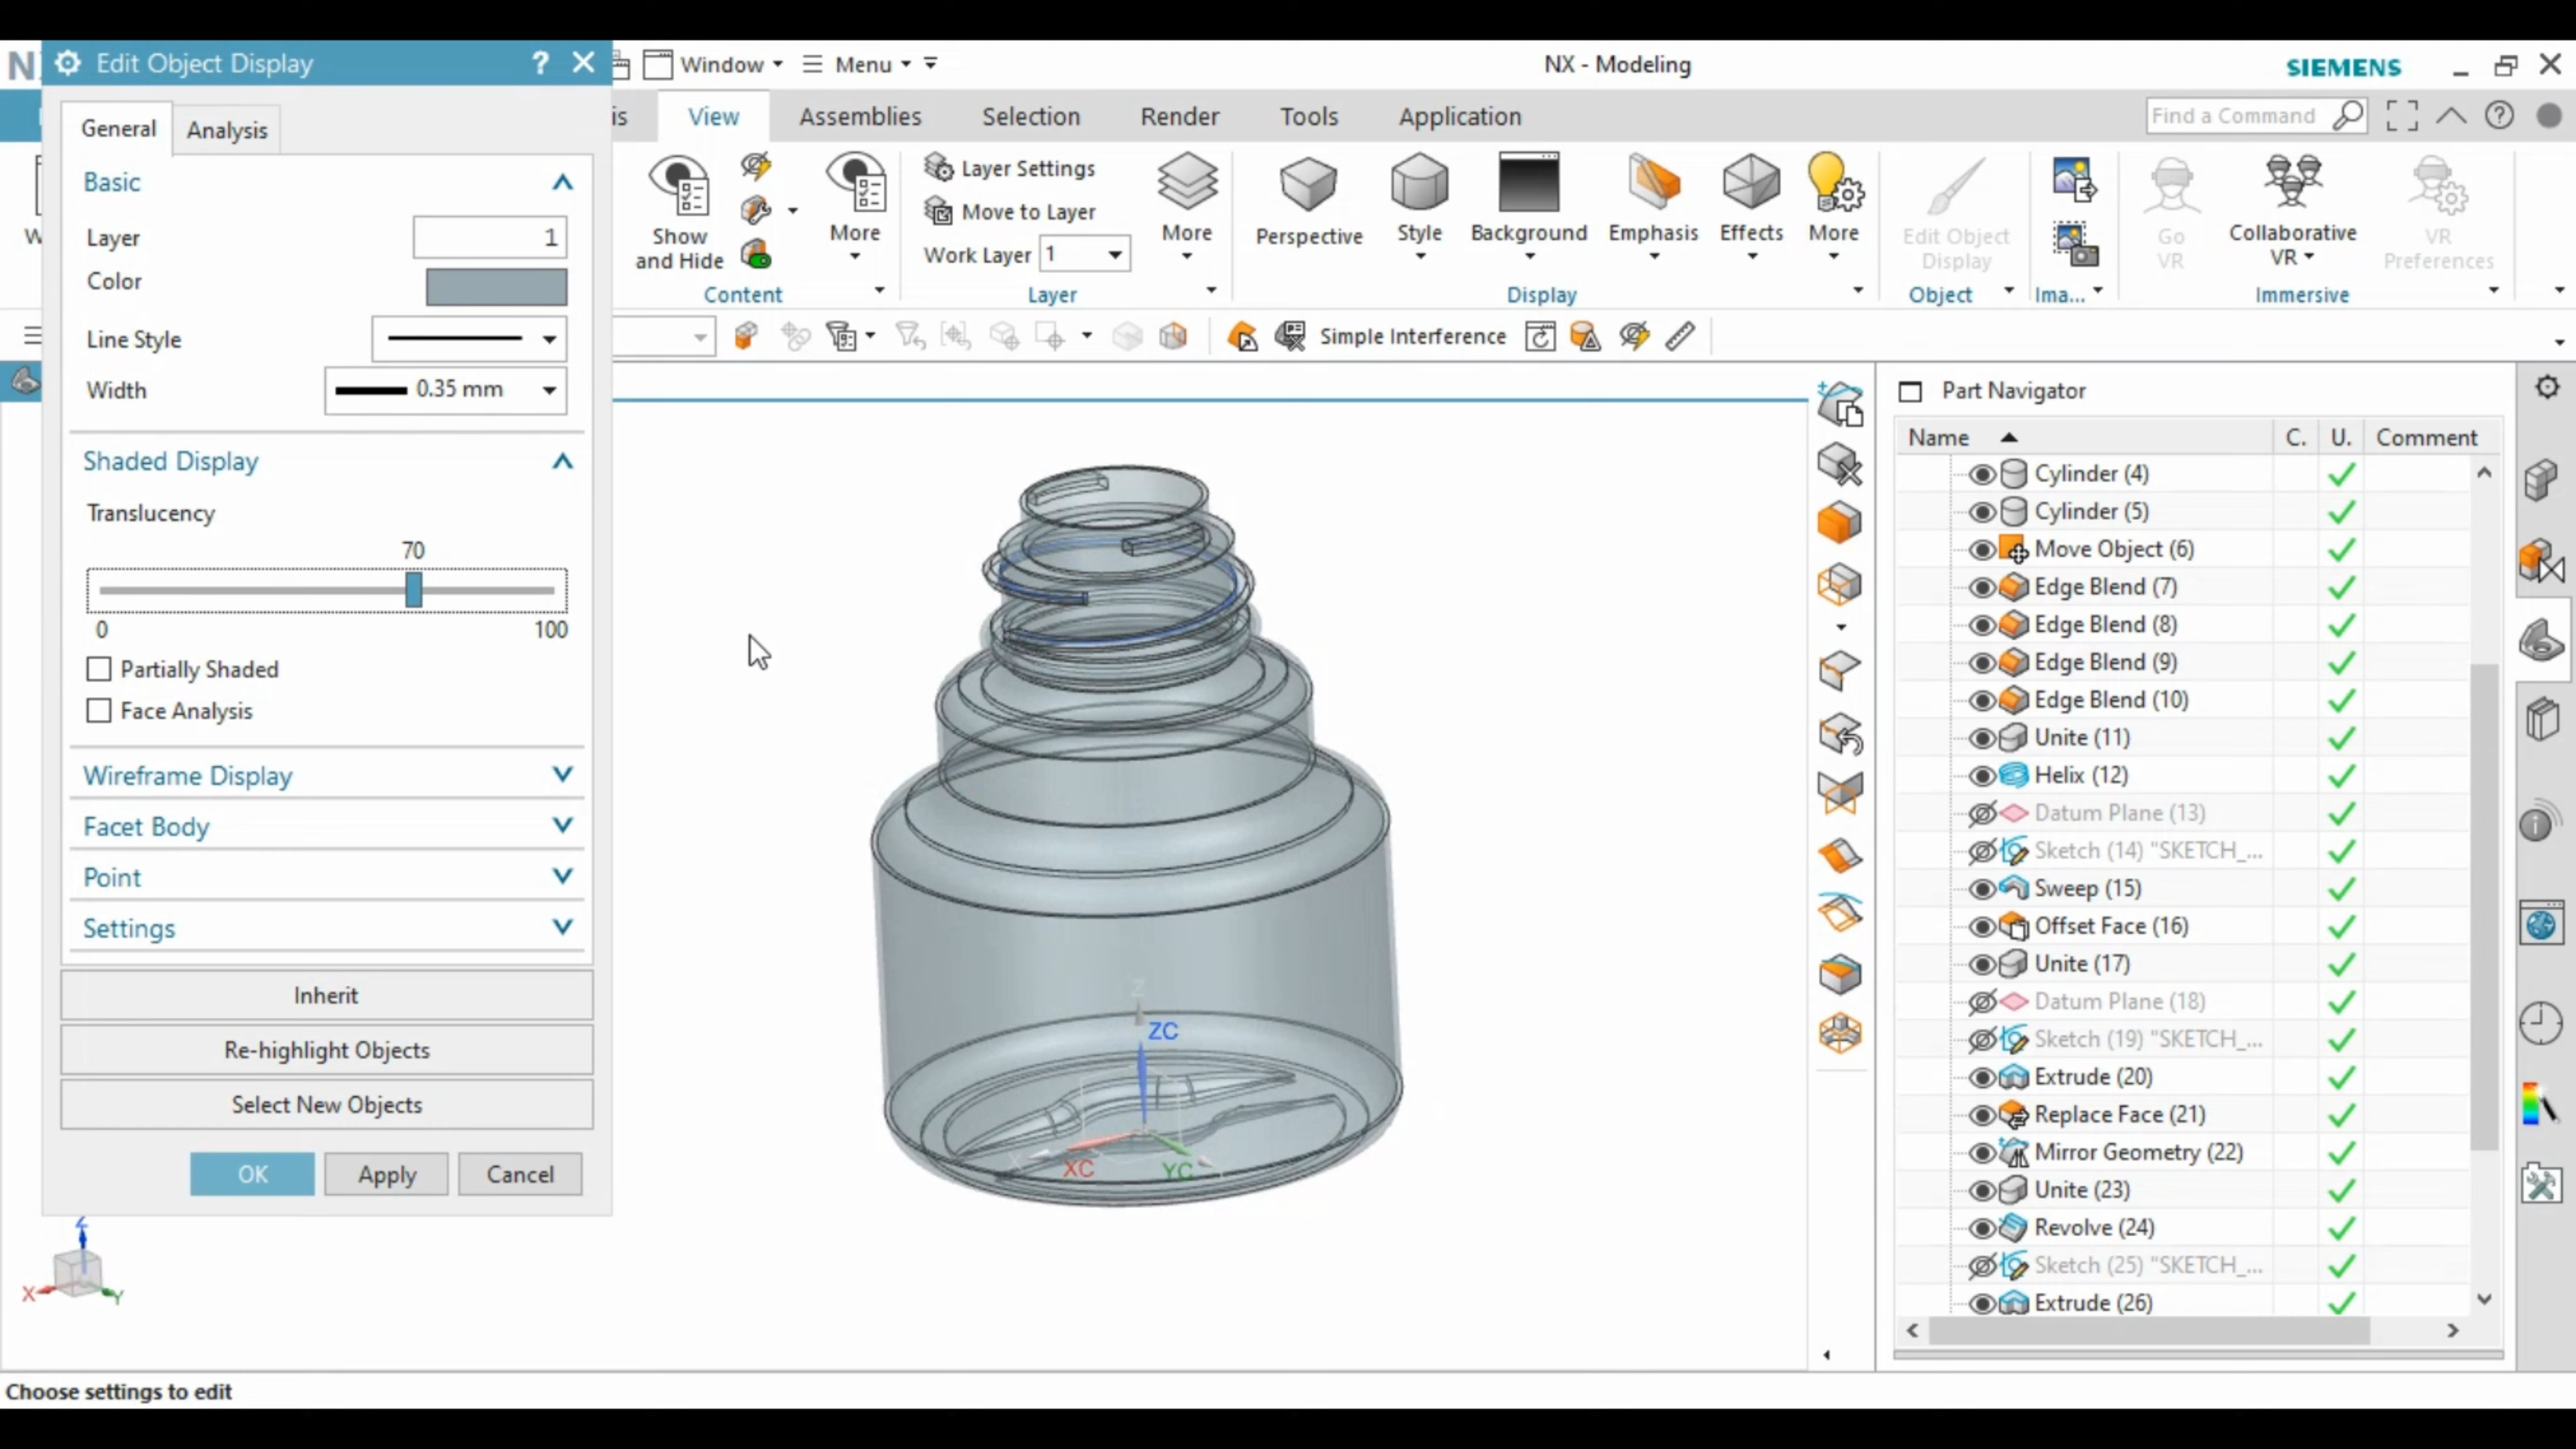 NX
Edit Object Display
?
Window
Menu
NX - Modeling
SIEMENS
General
Analysis
is
View
Assemblies
Selection
Render
Tools
Application
Find a Command
Basic
Layer
1
Color
Line Style
Width
0.35 mm
Show
and Hide
More
Content
Layer Settings
Move to Layer
Work Layer
1
More
Layer
Perspective
Style
Background
Emphasis
Effects
More
Display
Edit Object
Display
Object
Ima...
Go
VR
Collaborative
VR
VR
Preferences
Immersive
Simple Interference
Shaded Display
Translucency
70
0
100
Partially Shaded
Face Analysis
Wireframe Display
Facet Body
Point
Settings
Inherit
Re-highlight Objects
Select New Objects
OK
Apply
Cancel
Z
X
Y
Z
ZC
XC
YC
Part Navigator
Name
C.
U.
Comment
Cylinder (4)
Cylinder (5)
Move Object (6)
Edge Blend (7)
Edge Blend (8)
Edge Blend (9)
Edge Blend (10)
Unite (11)
Helix (12)
Datum Plane (13)
Sketch (14) "SKETCH_...
Sweep (15)
Offset Face (16)
Unite (17)
Datum Plane (18)
Sketch (19) "SKETCH_...
Extrude (20)
Replace Face (21)
Mirror Geometry (22)
Unite (23)
Revolve (24)
Sketch (25) "SKETCH_...
Extrude (26)
Choose settings to edit